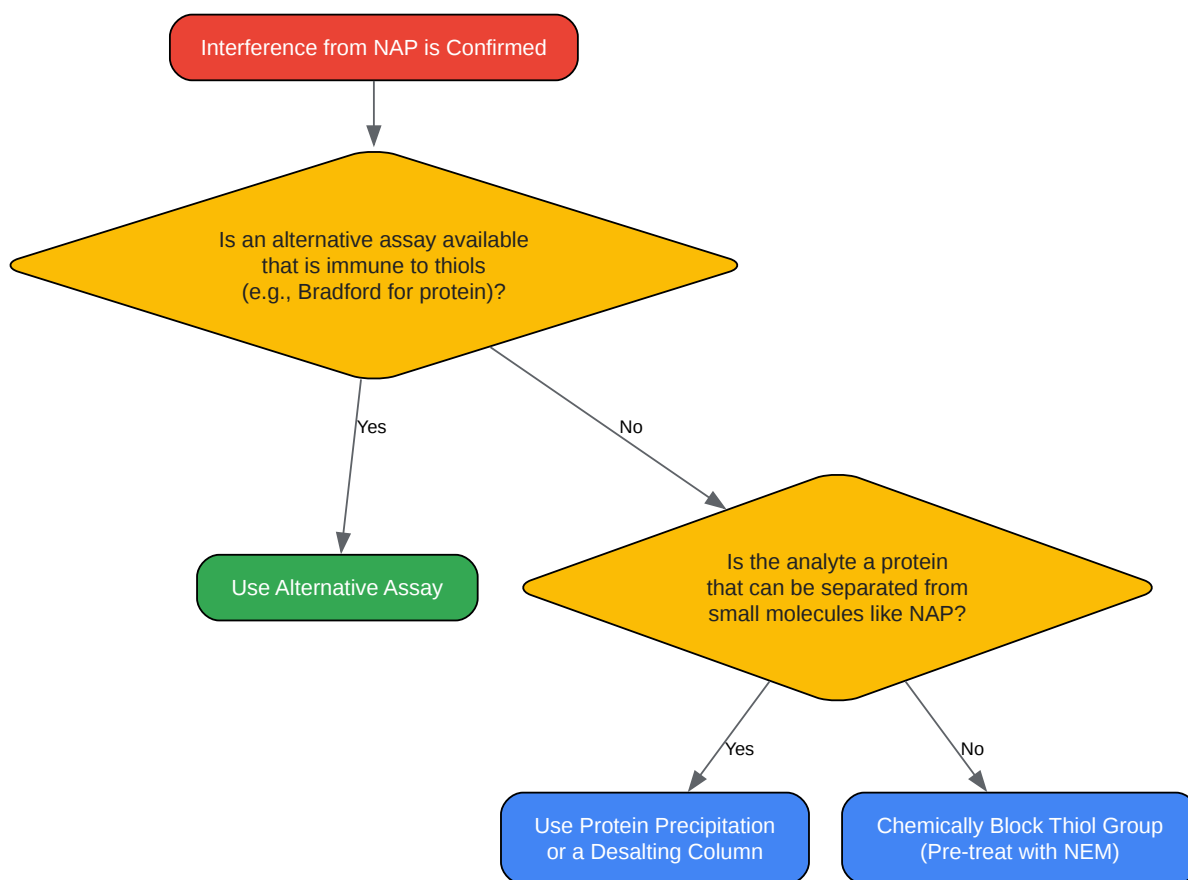 Interference from NAP is Confirmed
Is an alternative assay available
that is immune to thiols
(e.g., Bradford for protein)?
Yes
No
Use Alternative Assay
Is the analyte a protein
that can be separated from
small molecules like NAP?
Yes
No
Use Protein Precipitation
or a Desalting Column
Chemically Block Thiol Group
(Pre-treat with NEM)